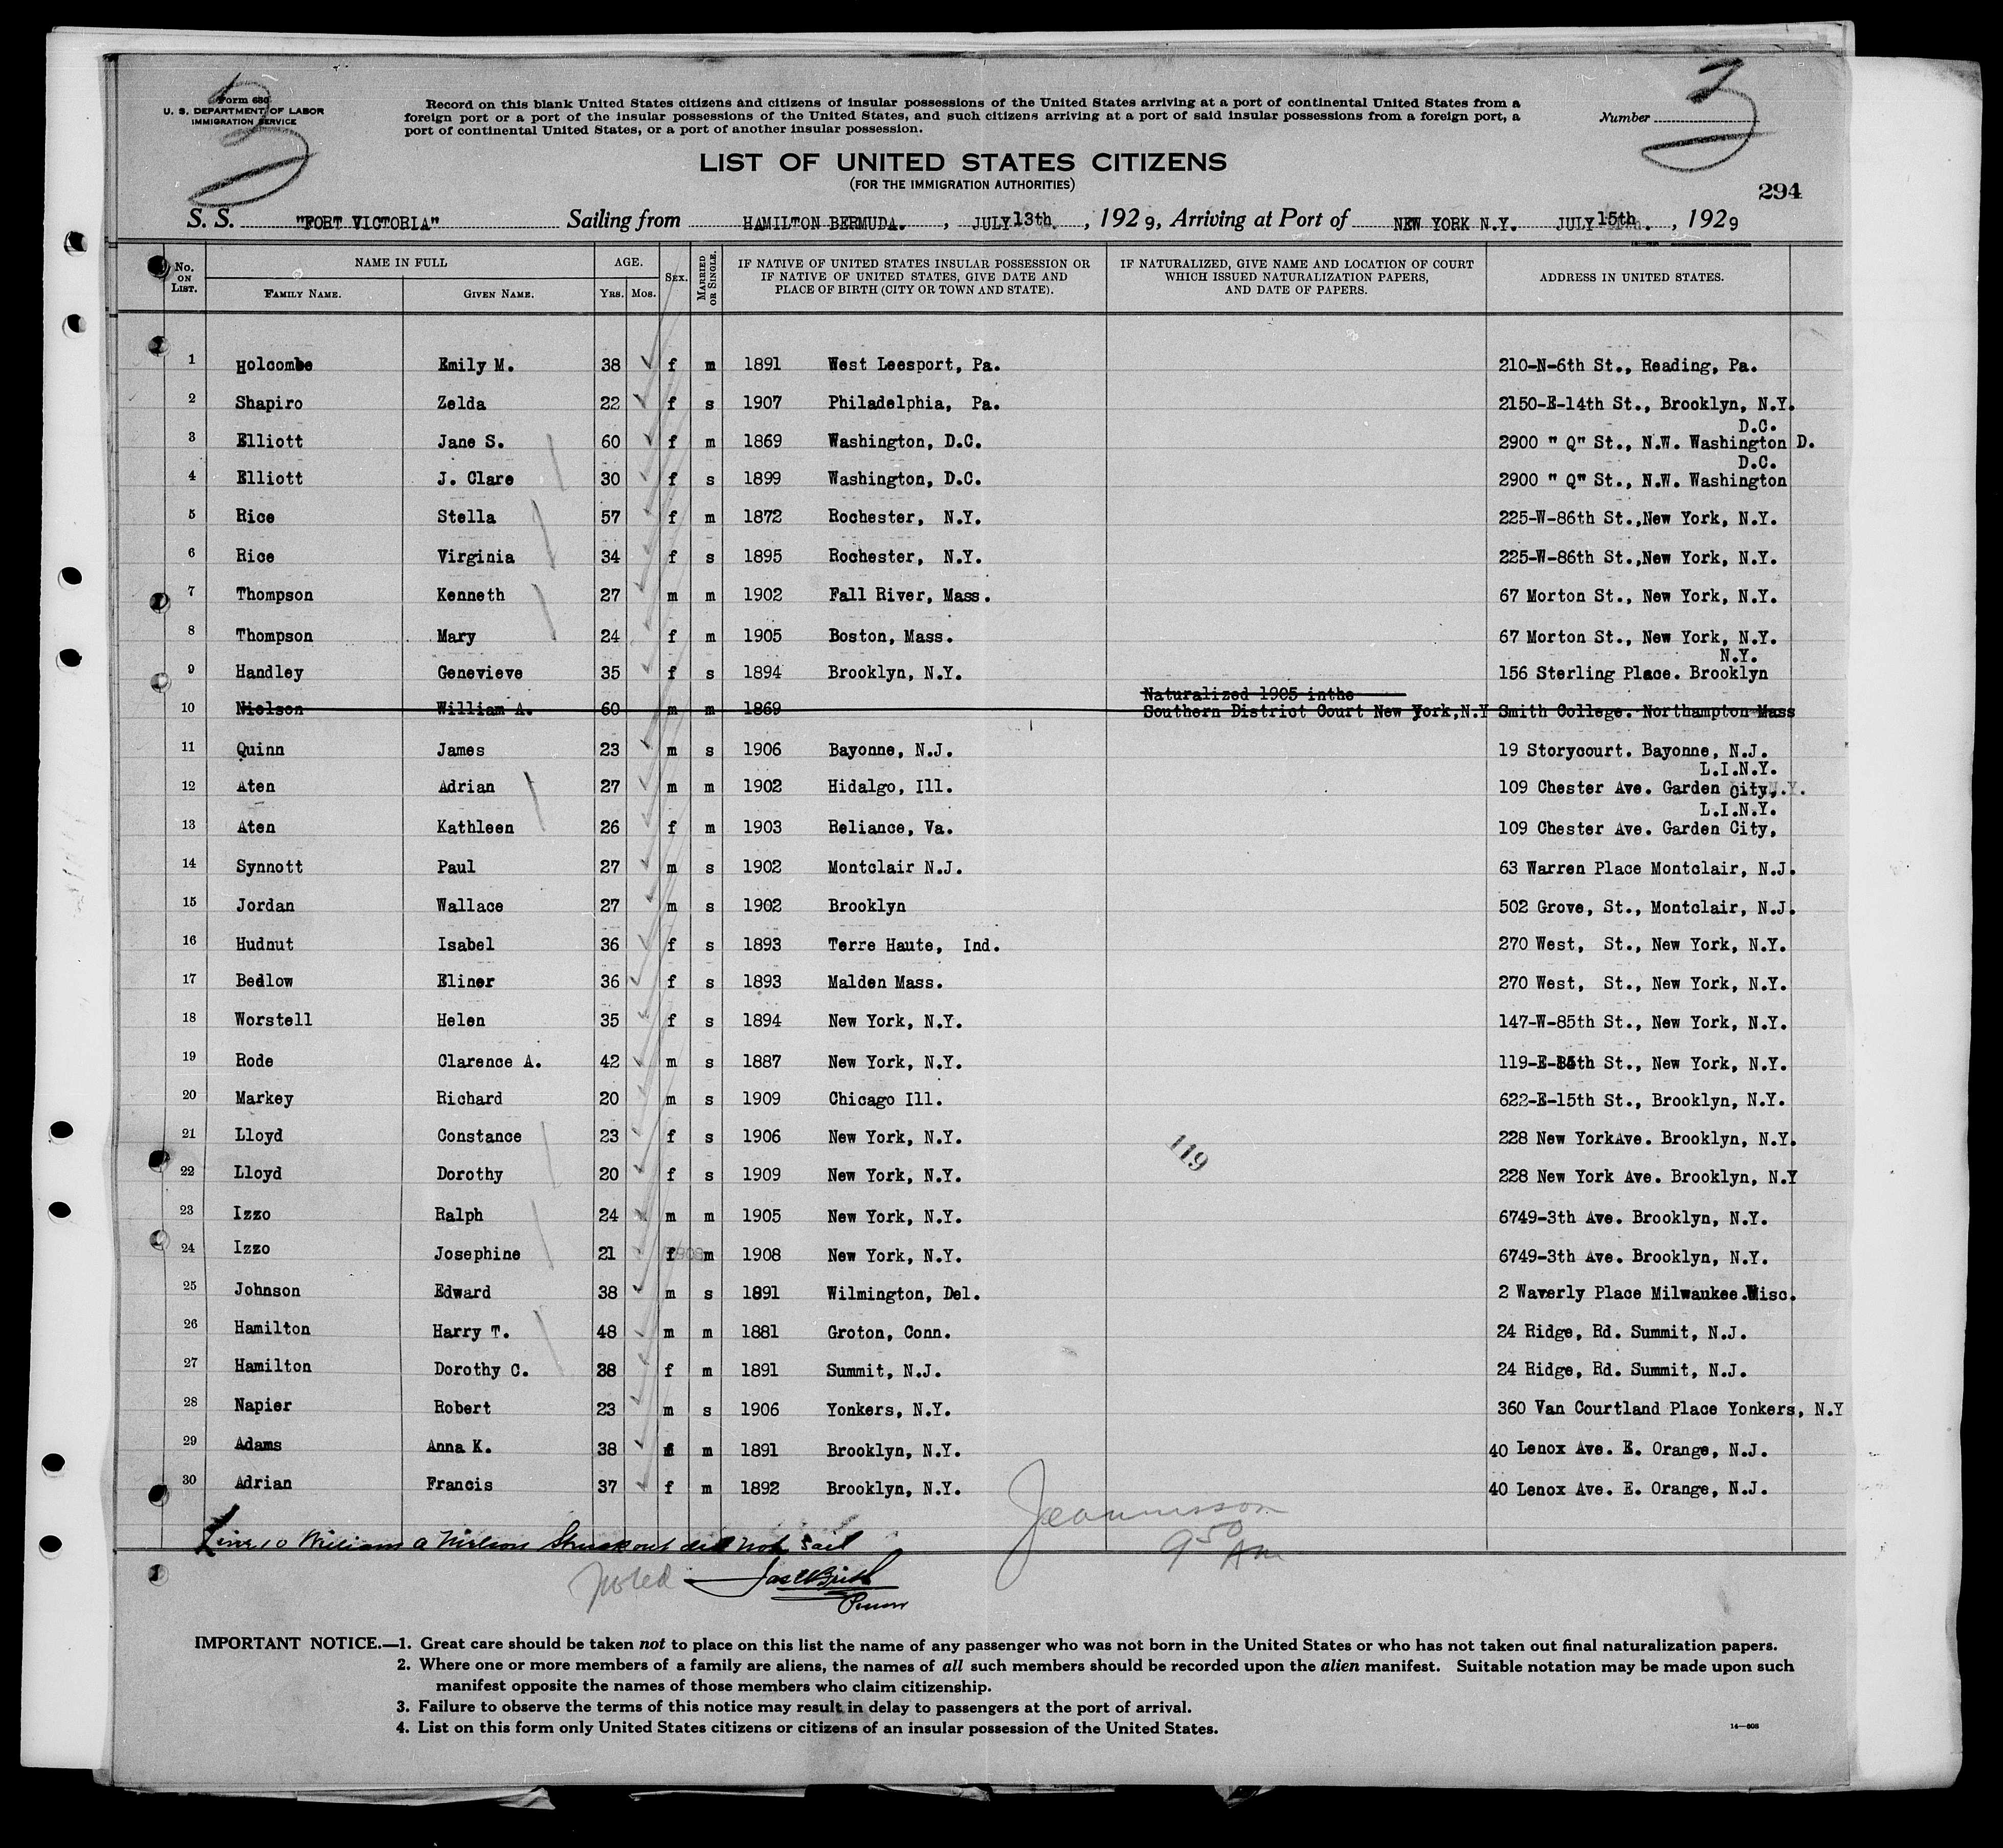 Form 630
U. S. DEPARTMENT OF LABOR
IMMIGRATION SERVICE
3
Record on this blank United States citizens and citizens of insular possessions of the United States arriving at a port of continental United States from a
foreign port or a port of the insular possessions of the United States, and such citizens arriving at a port of said insular possessions from a foreign port, a
port of continental United States, or a port of another insular possession.
Number
3
LIST OF UNITED STATES CITIZENS
(FOR THE IMMIGRATION AUTHORITIES)
294
S. S. "FORT VICTORIA" Sailing from HAMILTON BERMUDA. , JULY 13th. , 1929, Arriving at Port of NEW YORK N.Y. JULY 15th. , 1929
No. ON LIST. NAME IN FULL AGE. SEX. MARRIED OR SINGLE. IF NATIVE OF UNITED STATES INSULAR POSSESSION OR IF NATIVE OF UNITED STATES, GIVE DATE AND PLACE OF BIRTH (CITY OR TOWN AND STATE). IF NATURALIZED, GIVE NAME AND LOCATION OF COURT WHICH ISSUED NATURALIZATION PAPERS, AND DATE OF PAPERS. ADDRESS IN UNITED STATES.
FAMILY NAME. GIVEN NAME. YRS. MOS.
1 Holcombe Emily M. 38 f m 1891 West Leesport, Pa. 210-N-6th St., Reading, Pa.
2 Shapiro Zelda 22 f s 1907 Philadelphia, Pa. 2150-E-14th St., Brooklyn, N.Y.
D.C.
3 Elliott Jane S. 60 f m 1869 Washington, D.C. 2900 " Q" St., N.W. Washington D.
D.C.
4 Elliott J. Clare 30 f s 1899 Washington, D.C. 2900 " Q" St., N.W. Washington
5 Rice Stella 57 f m 1872 Rochester, N.Y. 225-W-86th St.,New York, N.Y.
6 Rice Virginia 34 f s 1895 Rochester, N.Y. 225-W-86th St.,New York, N.Y.
7 Thompson Kenneth 27 m m 1902 Fall River, Mass. 67 Morton St., New York, N.Y.
8 Thompson Mary 24 f m 1905 Boston, Mass. 67 Morton St., New York, N.Y.
N.Y.
9 Handley Genevieve 35 f s 1894 Brooklyn, N.Y. 156 Sterling Place. Brooklyn
Naturalized 1905 inthe
10 Nielson William A. 60 m m 1869 Southern District Court New York,N.Y Smith College. Northampton Mass
11 Quinn James 23 m s 1906 Bayonne, N.J. 19 Storycourt. Bayonne, N.J.
L.I.N.Y.
12 Aten Adrian 27 m m 1902 Hidalgo, Ill. 109 Chester Ave. Garden City,
L.I.N.Y.
13 Aten Kathleen 26 f m 1903 Reliance, Va. 109 Chester Ave. Garden City,
14 Synnott Paul 27 m s 1902 Montclair N.J. 63 Warren Place Montclair, N.J.
15 Jordan Wallace 27 m s 1902 Brooklyn 502 Grove, St., Montclair, N.J.
16 Hudnut Isabel 36 f s 1893 Terre Haute, Ind. 270 West, St., New York, N.Y.
17 Bedlow Eliner 36 f s 1893 Malden Mass. 270 West, St., New York, N.Y.
18 Worstell Helen 35 f s 1894 New York, N.Y. 147-W-85th St., New York, N.Y.
19 Rode Clarence A. 42 m s 1887 New York, N.Y. 119-E- St., New York, N.Y.
20 Markey Richard 20 m s 1909 Chicago Ill. 622-E-15th St., Brooklyn, N.Y.
21 Lloyd Constance 23 f s 1906 New York, N.Y. 228 New YorkAve. Brooklyn, N.Y.
119
22 Lloyd Dorothy 20 f s 1909 New York, N.Y. 228 New York Ave. Brooklyn, N.Y
23 Izzo Ralph 24 m m 1905 New York, N.Y. 6749-3th Ave. Brooklyn, N.Y.
24 Izzo Josephine 21 f m 1908 New York, N.Y. 6749-3th Ave. Brooklyn, N.Y.
25 Johnson Edward 38 m s 1891 Wilmington, Del. 2 Waverly Place Milwaukee.Wisc.
26 Hamilton Harry T. 48 m m 1881 Groton, Conn. 24 Ridge, Rd. Summit, N.J.
27 Hamilton Dorothy C. 38 f m 1891 Summit, N.J. 24 Ridge, Rd. Summit, N.J.
28 Napier Robert 23 m s 1906 Yonkers, N.Y. 360 Van Courtland Place Yonkers, N.Y
29 Adams Anna K. 38 f m 1891 Brooklyn, N.Y. 40 Lenox Ave. E. Orange, N.J.
30 Adrian Francis 37 f m 1892 Brooklyn, N.Y. 40 Lenox Ave. E. Orange, N.J.
Line 10 William A Nielson Struck out did not sail
950 Am
Noted
Purser
IMPORTANT NOTICE.—1. Great care should be taken not to place on this list the name of any passenger who was not born in the United States or who has not taken out final naturalization papers.
2. Where one or more members of a family are aliens, the names of all such members should be recorded upon the alien manifest. Suitable notation may be made upon such
manifest opposite the names of those members who claim citizenship.
3. Failure to observe the terms of this notice may result in delay to passengers at the port of arrival.
4. List on this form only United States citizens or citizens of an insular possession of the United States.
14—608